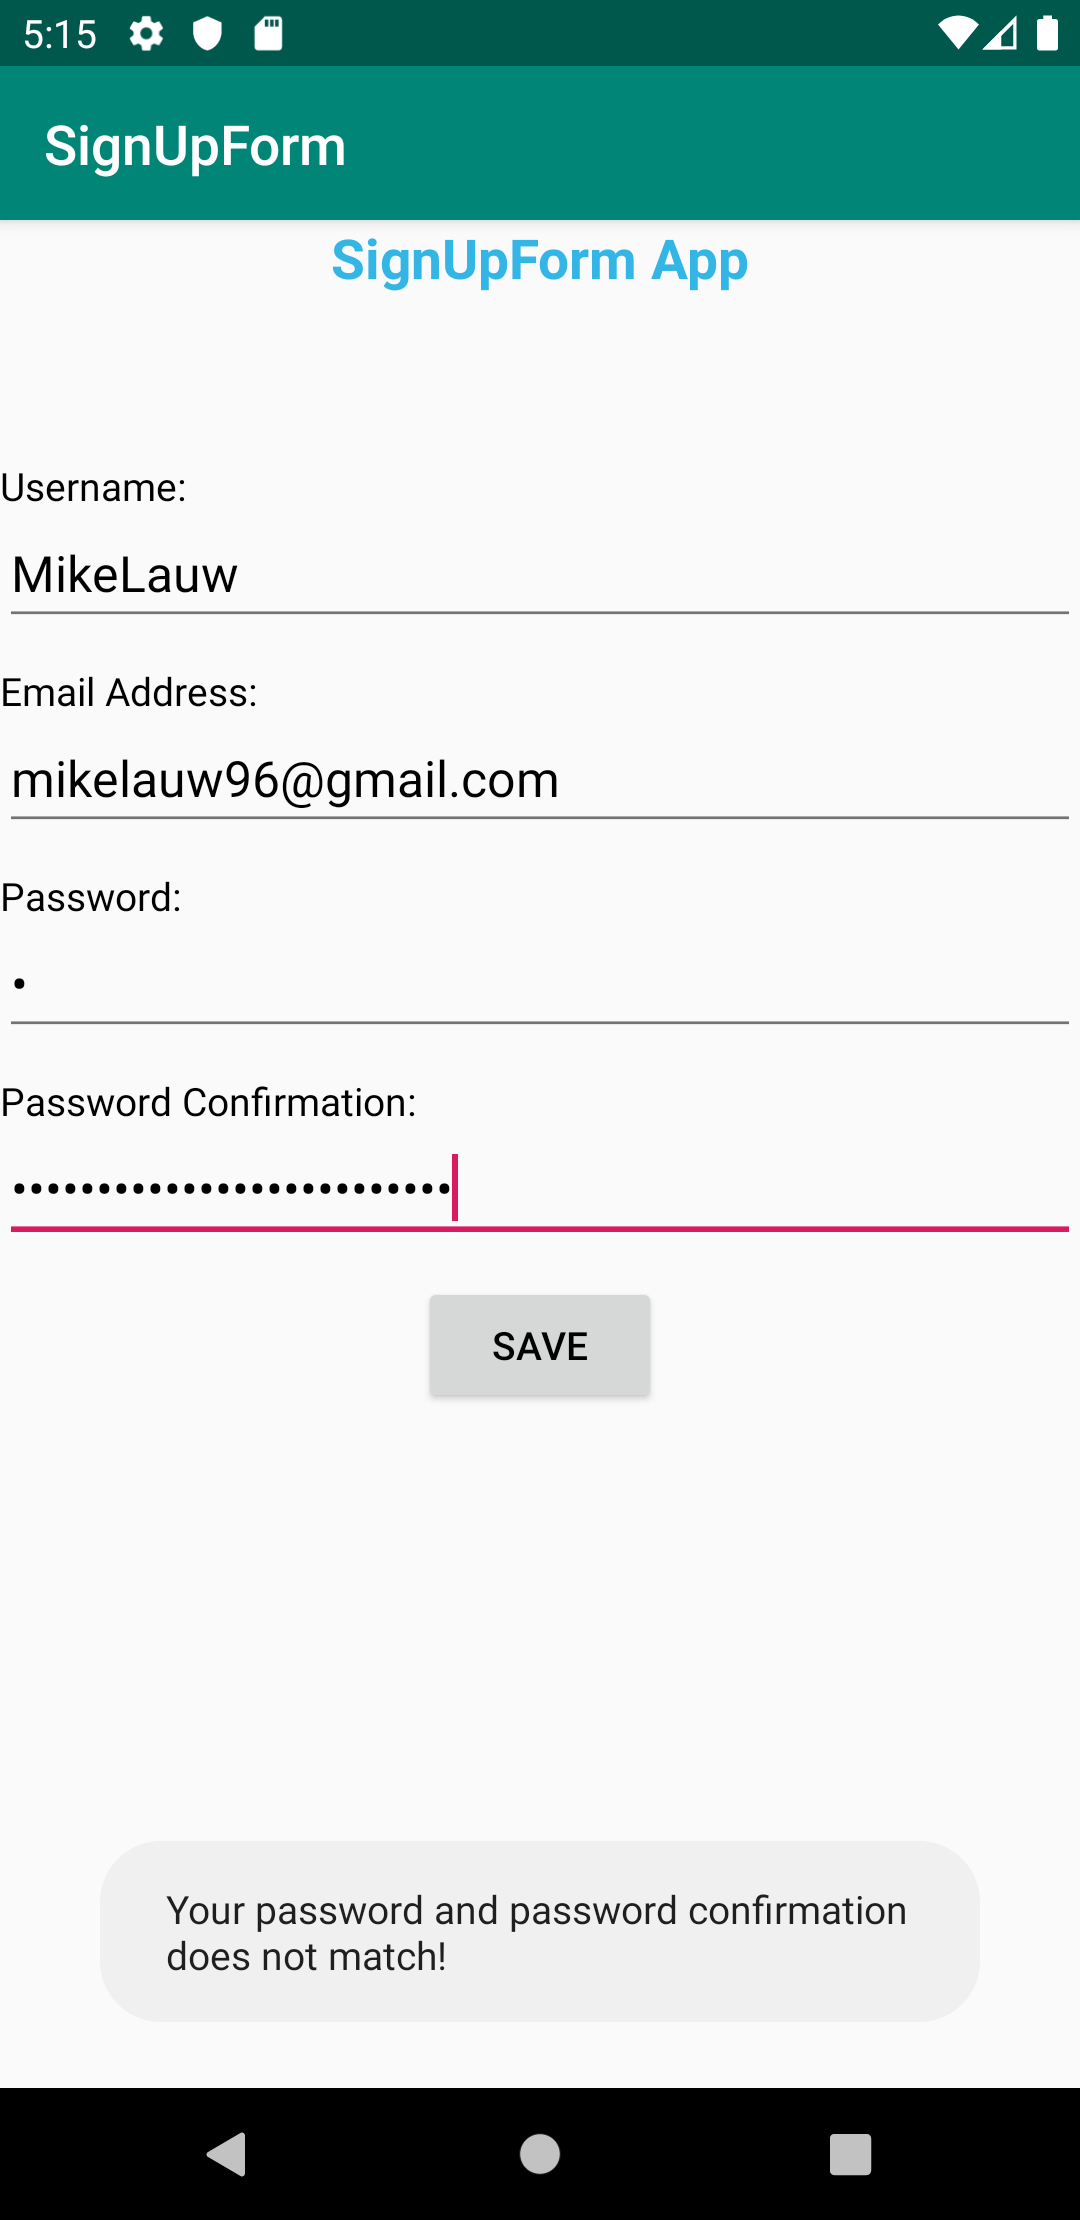 5:15
SignUpForm
SignUpForm App
Username:
MikeLauw
Email Address:
mikelauw96@gmail.com
Password:
•
Password Confirmation:
••••••••••••••••••••••••••
SAVE
Your password and password confirmation
does not match!